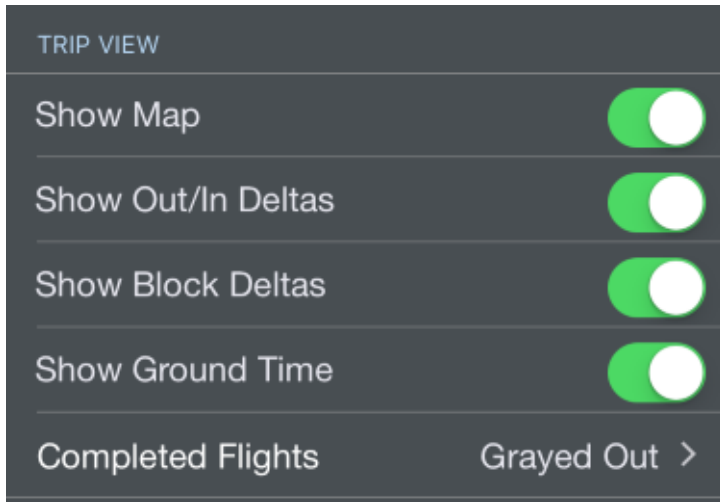 TRIP VIEW
Show Map
Show Out/In Deltas
Show Block Deltas
Show Ground Time
Completed Flights Grayed Out >